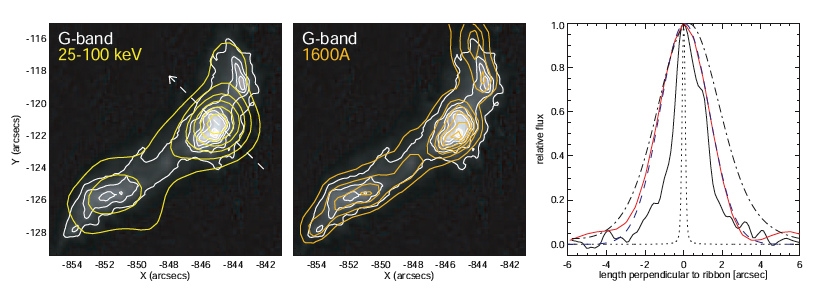 G-band
25-100 keV
-116
-118
-120
-122
-124
-126
-128
Y (arcsecs)
-854 -852 -850 -848 -846 -844 -842
X (arcsecs)
G-band
1600A
-854 -852 -850 -848 -846 -844 -842
X (arcsecs)
1.0
0.8
0.6
0.4
0.2
0.0
relative flux
-6 -4 -2 0 2 4 6
length perpendicular to ribbon [arcsec]